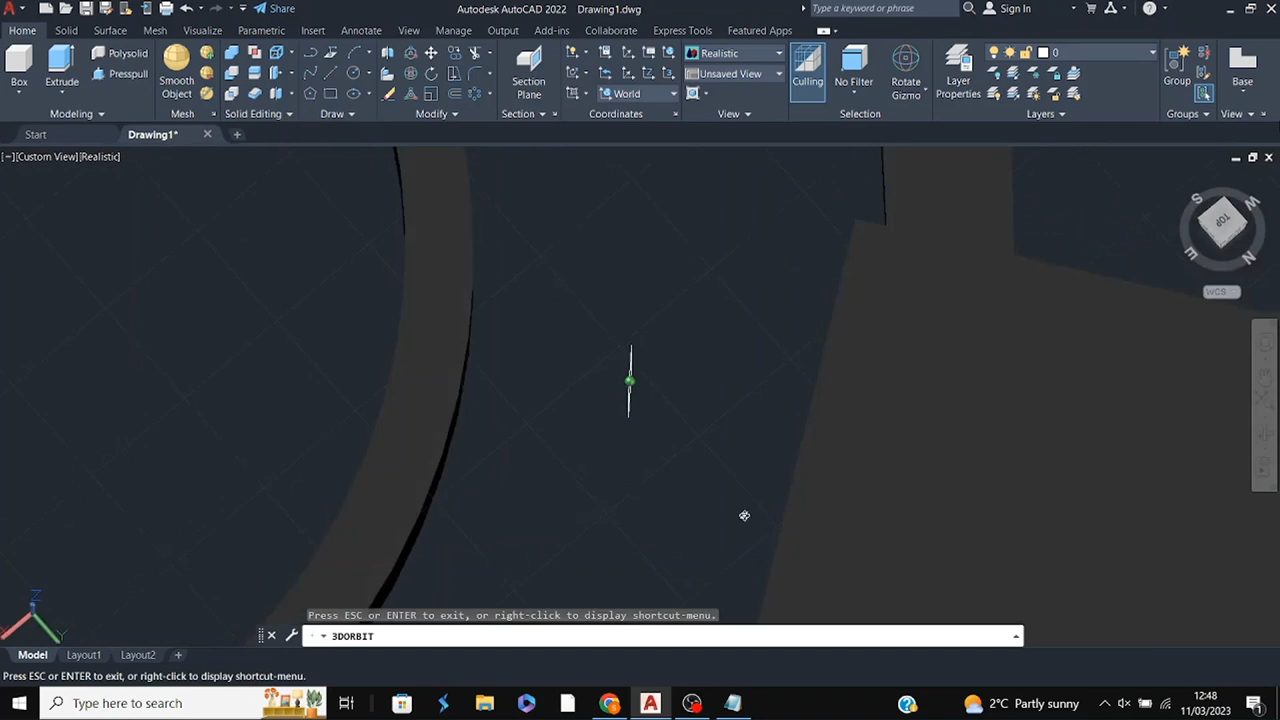 Share
Autodesk AutoCAD 2022 Drawing1.dwg
Type a keyword or phrase
Sign In
Home Solid Surface Mesh Visualize Parametric Insert Annotate View Manage Output Add-ins Collaborate Express Tools Featured Apps
Box
Extrude
Polysolid
Presspull
Smooth
Object
Section
Plane
Realistic
Unsaved View
World
Culling
No Filter
Rotate
Gizmo
Layer
Properties
0
Group
Base
Modeling Mesh Solid Editing Draw Modify Section Coordinates View Selection Layers Groups View
Start Drawing1*
[−][Custom View][Realistic]
S W
TOP
E N
WCS
Z
Y
Press ESC or ENTER to exit, or right-click to display shortcut-menu.
3DORBIT
Model Layout1 Layout2
Press ESC or ENTER to exit, or right-click to display shortcut-menu.
Type here to search
2°C Partly sunny
12:48
11/03/2023